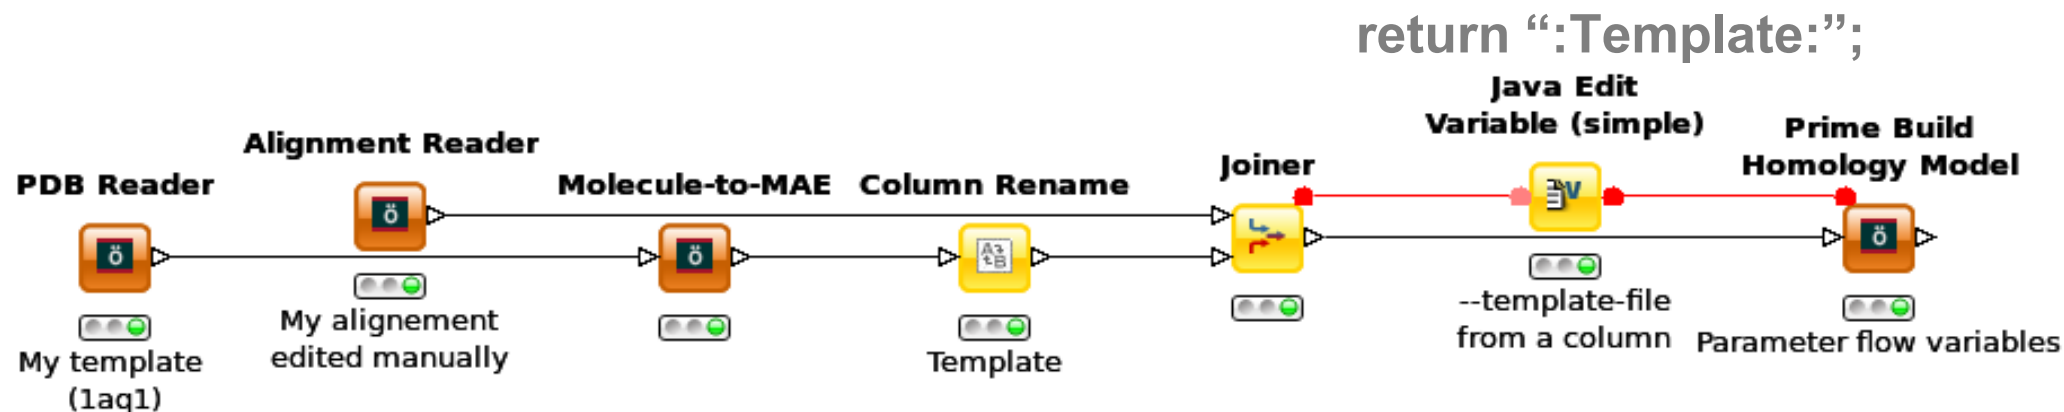 return “:Template:”;
Java Edit
Variable (simple)
Prime Build
Homology Model
Alignment Reader
PDB Reader
Molecule-to-MAE
Column Rename
Joiner
My template
(1aq1)
My alignement
edited manually
Template
--template-file
from a column
Parameter flow variables